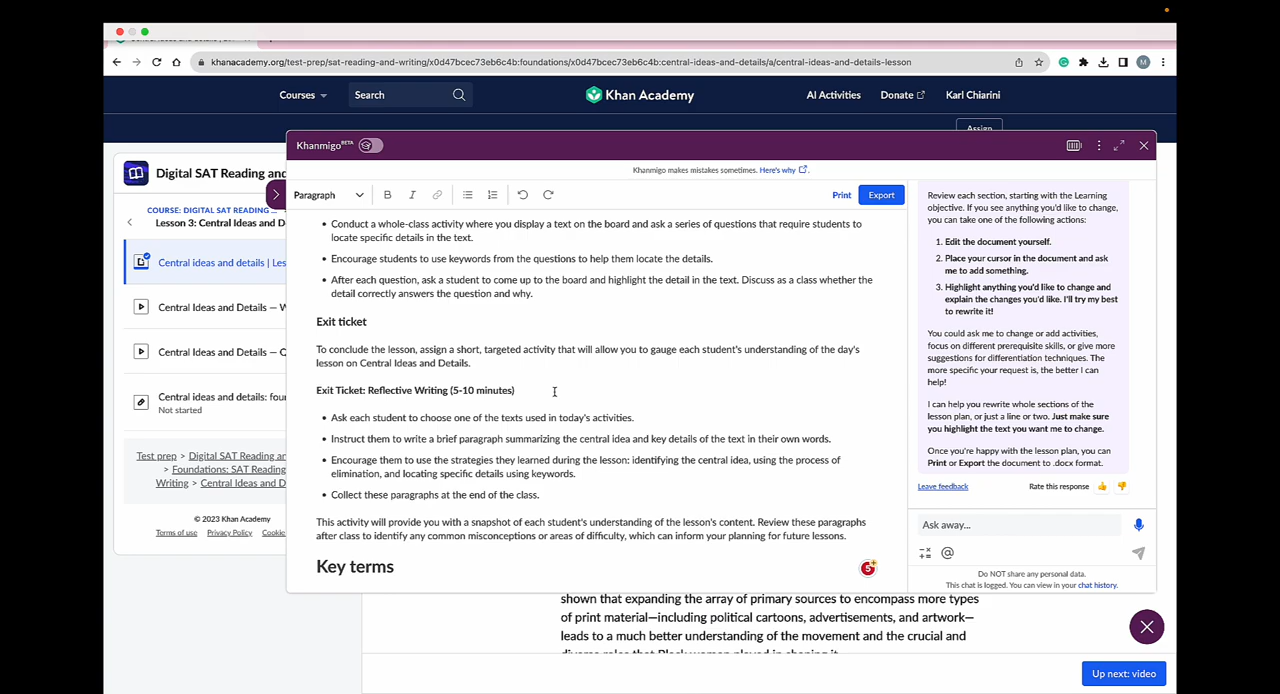 khanacademy.org/test-prep/sat-reading-and-writing/x0d47bcec73eb6c4b:foundations/x0d47bcec73eb6c4b:central-ideas-and-details/a/central-ideas-and-details-lesson
M
Courses
Search
Khan Academy
AI Activities
Donate
Karl Chiarini
Assign
Khanmigo BETA
Khanmigo makes mistakes sometimes. Here's why.
Paragraph
B
I
Print
Export
Digital SAT Reading and
COURSE: DIGITAL SAT READING ...
Lesson 3: Central Ideas and D
Central ideas and details | Les
Central Ideas and Details — W
Central Ideas and Details — Q
Central ideas and details: fou
Not started
Test prep > Digital SAT Reading an
> Foundations: SAT Reading
Writing > Central Ideas and D
© 2023 Khan Academy
Terms of use
Privacy Policy
Cookie
• Conduct a whole-class activity where you display a text on the board and ask a series of questions that require students to
locate specific details in the text.
• Encourage students to use keywords from the questions to help them locate the details.
• After each question, ask a student to come up to the board and highlight the detail in the text. Discuss as a class whether the
detail correctly answers the question and why.
Exit ticket
To conclude the lesson, assign a short, targeted activity that will allow you to gauge each student's understanding of the day's
lesson on Central Ideas and Details.
Exit Ticket: Reflective Writing (5-10 minutes)
• Ask each student to choose one of the texts used in today's activities.
• Instruct them to write a brief paragraph summarizing the central idea and key details of the text in their own words.
• Encourage them to use the strategies they learned during the lesson: identifying the central idea, using the process of
elimination, and locating specific details using keywords.
• Collect these paragraphs at the end of the class.
This activity will provide you with a snapshot of each student's understanding of the lesson's content. Review these paragraphs
after class to identify any common misconceptions or areas of difficulty, which can inform your planning for future lessons.
Key terms
5
Review each section, starting with the Learning
objective. If you see anything you'd like to change,
you can take one of the following actions:
1. Edit the document yourself.
2. Place your cursor in the document and ask
me to add something.
3. Highlight anything you'd like to change and
explain the changes you'd like. I'll try my best
to rewrite it!
You could ask me to change or add activities,
focus on different prerequisite skills, or give more
suggestions for differentiation techniques. The
more specific your request is, the better I can
help!
I can help you rewrite whole sections of the
lesson plan, or just a line or two. Just make sure
you highlight the text you want me to change.
Once you're happy with the lesson plan, you can
Print or Export the document to .docx format.
Leave feedback
Rate this response
Ask away...
Do NOT share any personal data.
This chat is logged. You can view in your chat history.
shown that expanding the array of primary sources to encompass more types
of print material—including political cartoons, advertisements, and artwork—
leads to a much better understanding of the movement and the crucial and
Up next: video